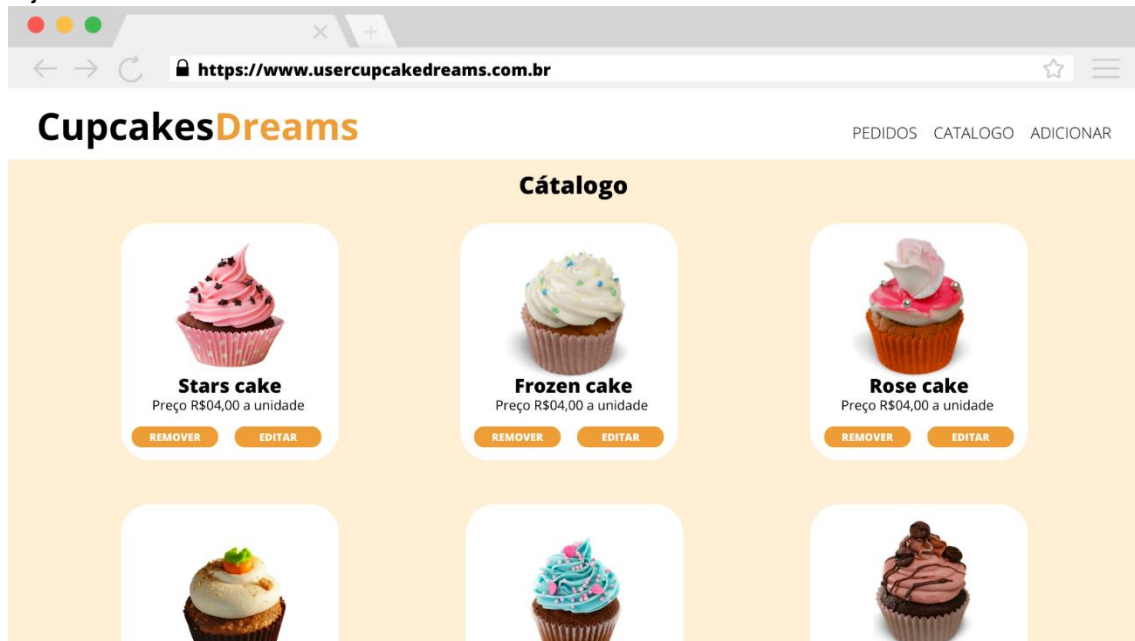 https://www.usercupcakedreams.com.br
CupcakesDreams
PEDIDOS CATALOGO ADICIONAR
Cátalogo
Stars cake
Preço R$04,00 a unidade
REMOVER EDITAR
Frozen cake
Preço R$04,00 a unidade
REMOVER EDITAR
Rose cake
Preço R$04,00 a unidade
REMOVER EDITAR